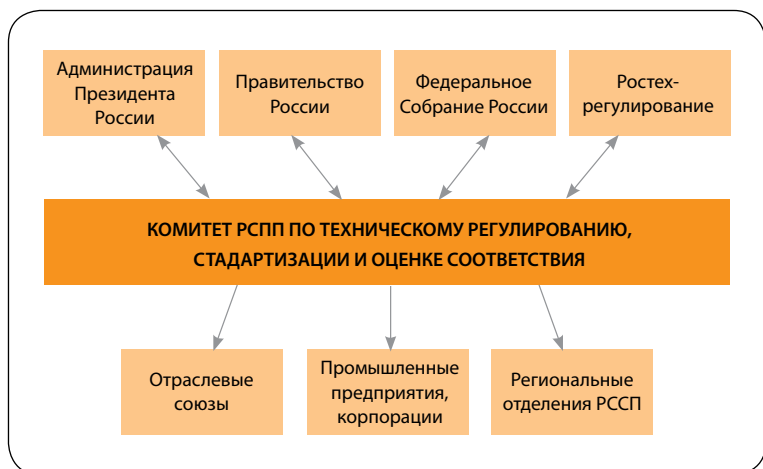 Администрация
Президента
России
Правительство
России
Федеральное
Собрание России
Ростех-
регулирование
КОМИТЕТ РСПП ПО ТЕХНИЧЕСКОМУ РЕГУЛИРОВАНИЮ,
СТАДАРТИЗАЦИИ И ОЦЕНКЕ СООТВЕТСТВИЯ
Отраслевые
союзы
Промышленные
предприятия,
корпорации
Региональные
отделения РССП